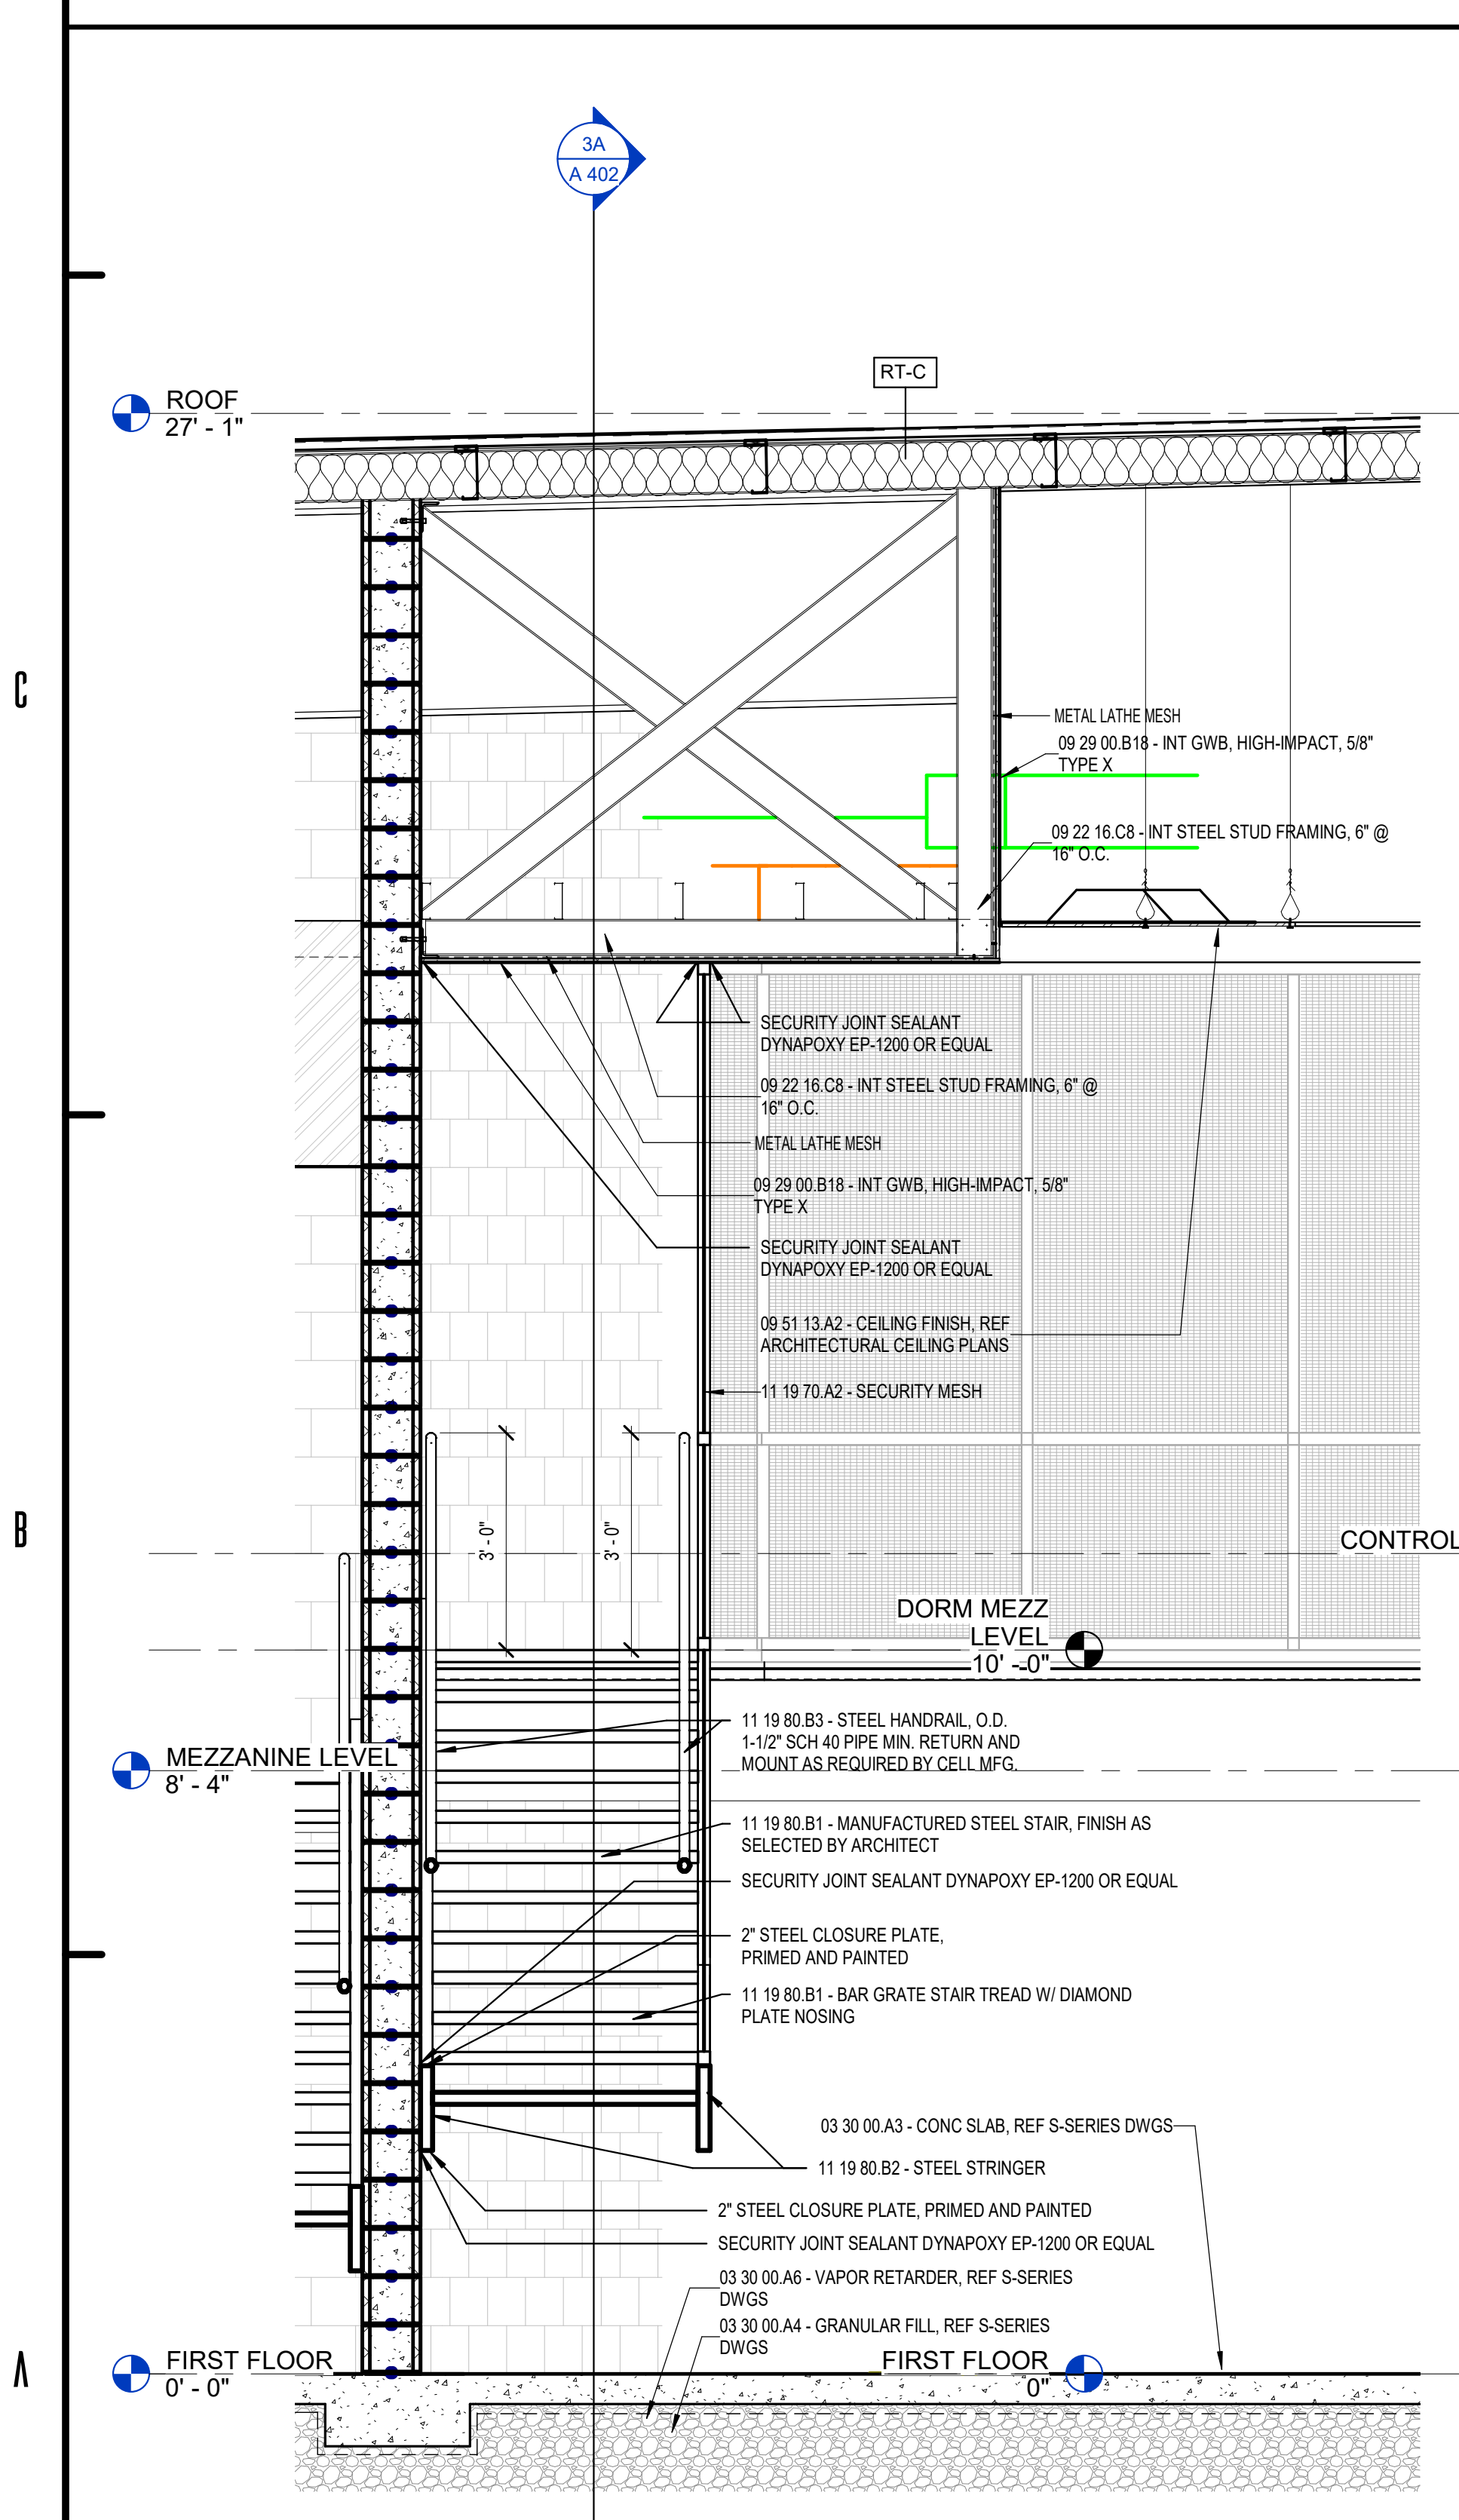 3A
A 402
RT-C
ROOF
27' - 1"
C
METAL LATHE MESH
09 29 00.B18 - INT GWB, HIGH-IMPACT, 5/8"
TYPE X
09 22 16.C8 - INT STEEL STUD FRAMING, 6" @
16" O.C.
SECURITY JOINT SEALANT
DYNAPOXY EP-1200 OR EQUAL
09 22 16.C8 - INT STEEL STUD FRAMING, 6" @
16" O.C.
METAL LATHE MESH
09 29 00.B18 - INT GWB, HIGH-IMPACT, 5/8"
TYPE X
SECURITY JOINT SEALANT
DYNAPOXY EP-1200 OR EQUAL
09 51 13.A2 - CEILING FINISH, REF
ARCHITECTURAL CEILING PLANS
11 19 70.A2 - SECURITY MESH
B
3' - 0"
3' - 0"
CONTROL
DORM MEZZ
LEVEL
10' - 0"
11 19 80.B3 - STEEL HANDRAIL, O.D.
1-1/2" SCH 40 PIPE MIN. RETURN AND
MOUNT AS REQUIRED BY CELL MFG.
MEZZANINE LEVEL
8' - 4"
11 19 80.B1 - MANUFACTURED STEEL STAIR, FINISH AS
SELECTED BY ARCHITECT
SECURITY JOINT SEALANT DYNAPOXY EP-1200 OR EQUAL
2" STEEL CLOSURE PLATE,
PRIMED AND PAINTED
11 19 80.B1 - BAR GRATE STAIR TREAD W/ DIAMOND
PLATE NOSING
03 30 00.A3 - CONC SLAB, REF S-SERIES DWGS
11 19 80.B2 - STEEL STRINGER
2" STEEL CLOSURE PLATE, PRIMED AND PAINTED
SECURITY JOINT SEALANT DYNAPOXY EP-1200 OR EQUAL
03 30 00.A6 - VAPOR RETARDER, REF S-SERIES
DWGS
03 30 00.A4 - GRANULAR FILL, REF S-SERIES
DWGS
A
FIRST FLOOR
0' - 0"
FIRST FLOOR
0"